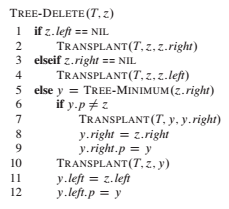 TREE-DELETE(T, z)
1 if z.left == NIL
2 TRANSPLANT(T, z, z.right)
3 elseif z.right == NIL
4 TRANSPLANT(T, z, z.left)
5 else y = TREE-MINIMUM(z.right)
6 if y.p ≠ z
7 TRANSPLANT(T, y, y.right)
8 y.right = z.right
9 y.right.p = y
10 TRANSPLANT(T, z, y)
11 y.left = z.left
12 y.left.p = y